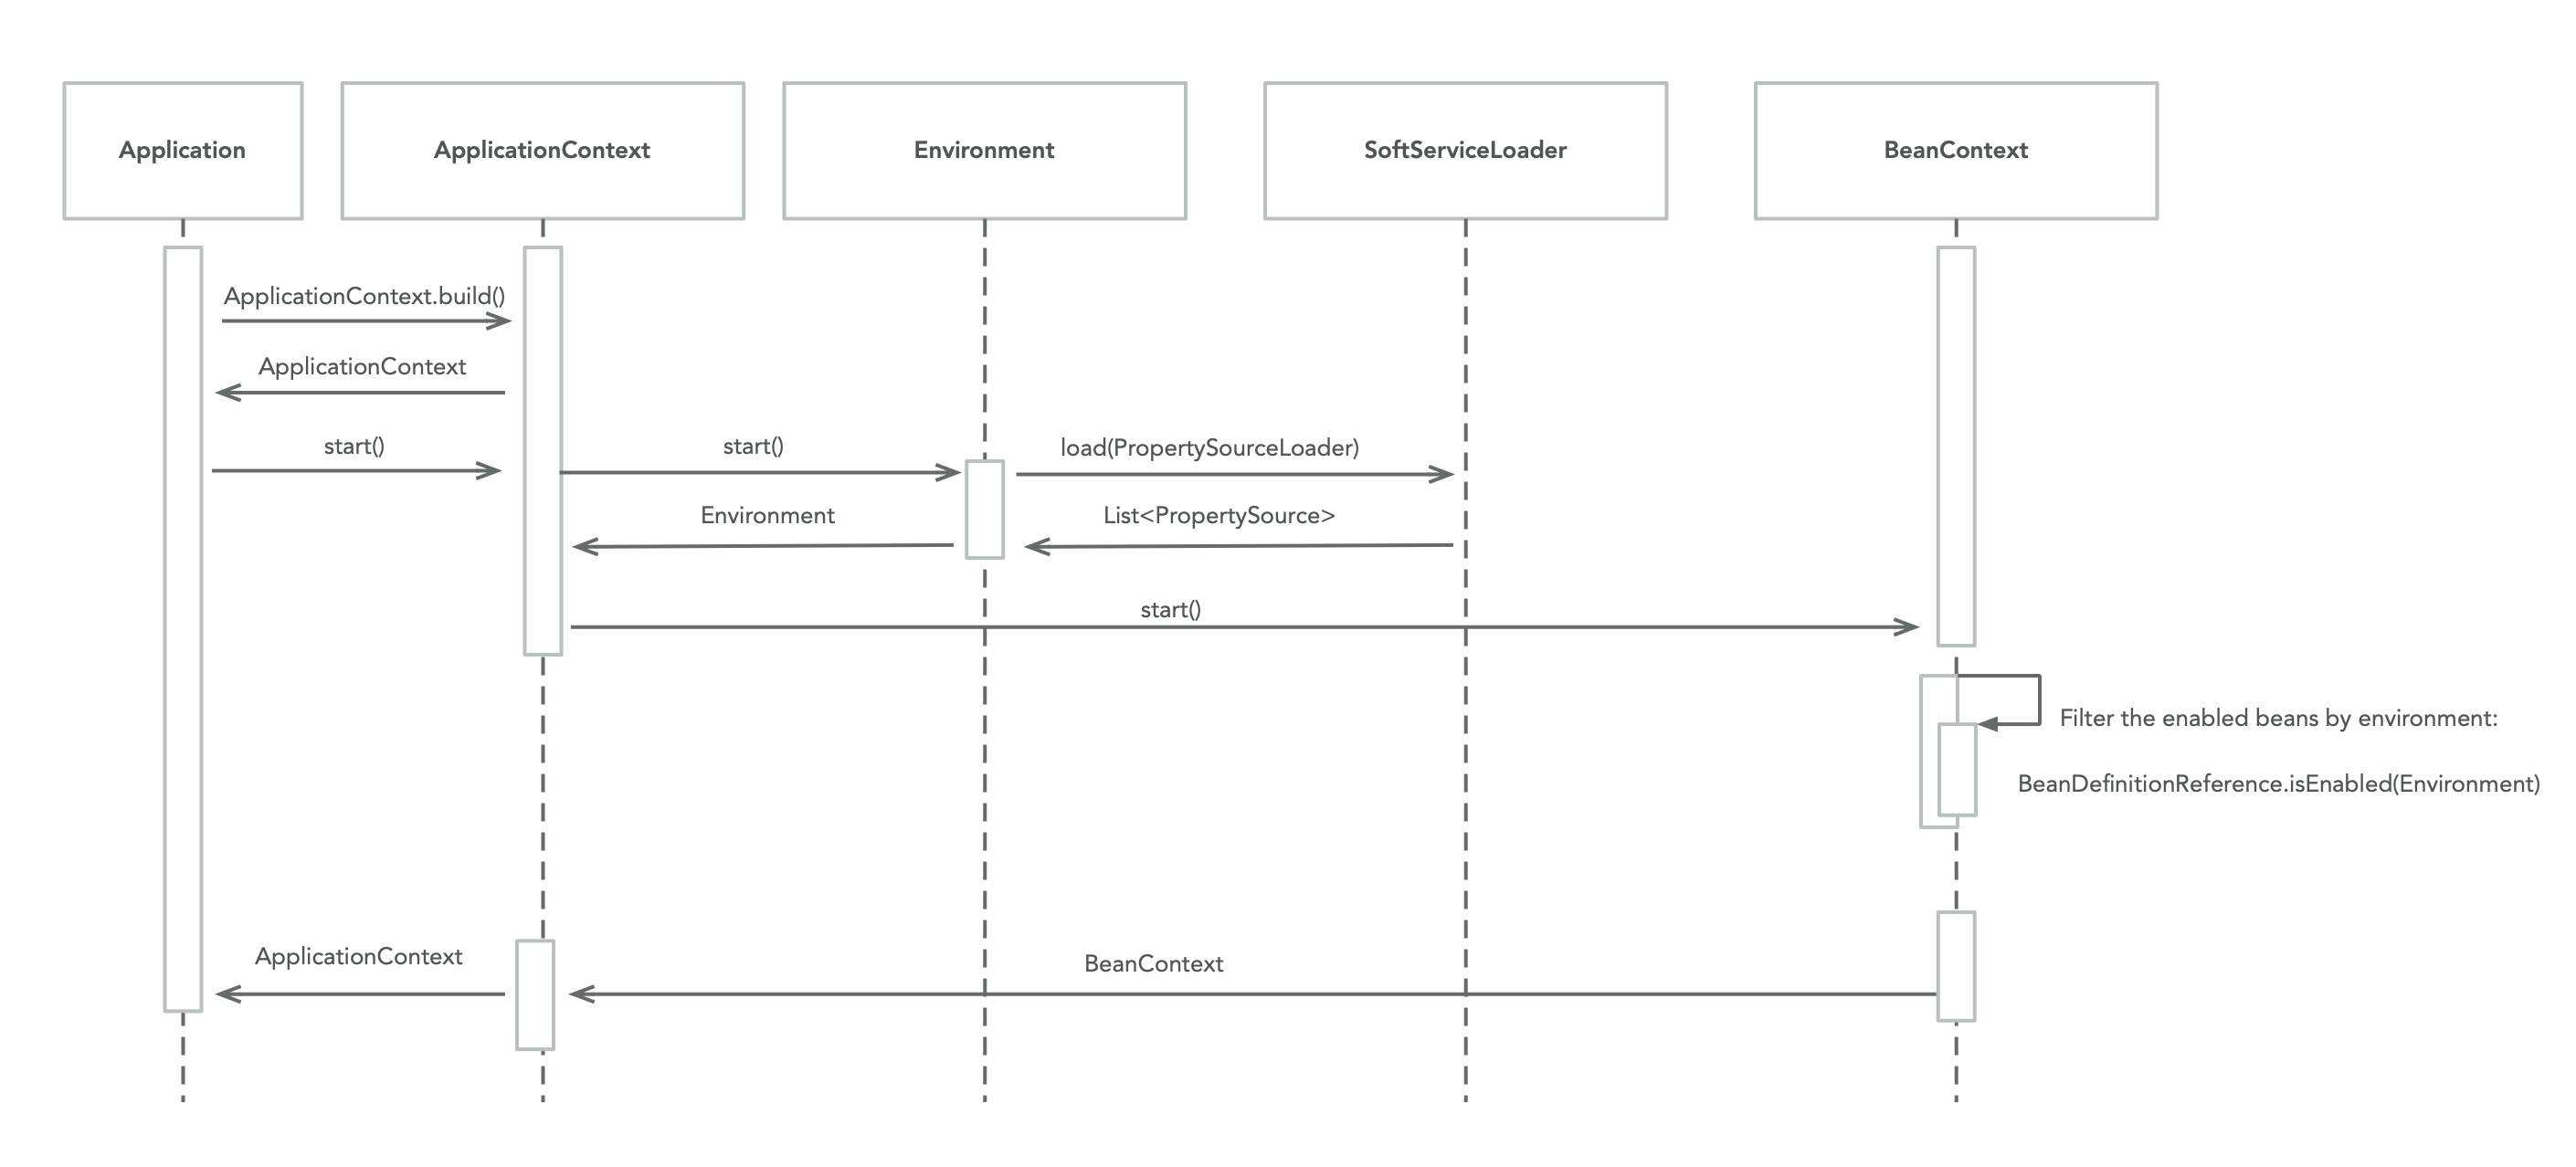 Application
ApplicationContext
Environment
SoftServiceLoader
BeanContext
ApplicationContext.build()
ApplicationContext
start()
start()
load(PropertySourceLoader)
Environment
List<PropertySource>
start()
Filter the enabled beans by environment:
BeanDefinitionReference.isEnabled(Environment)
ApplicationContext
BeanContext